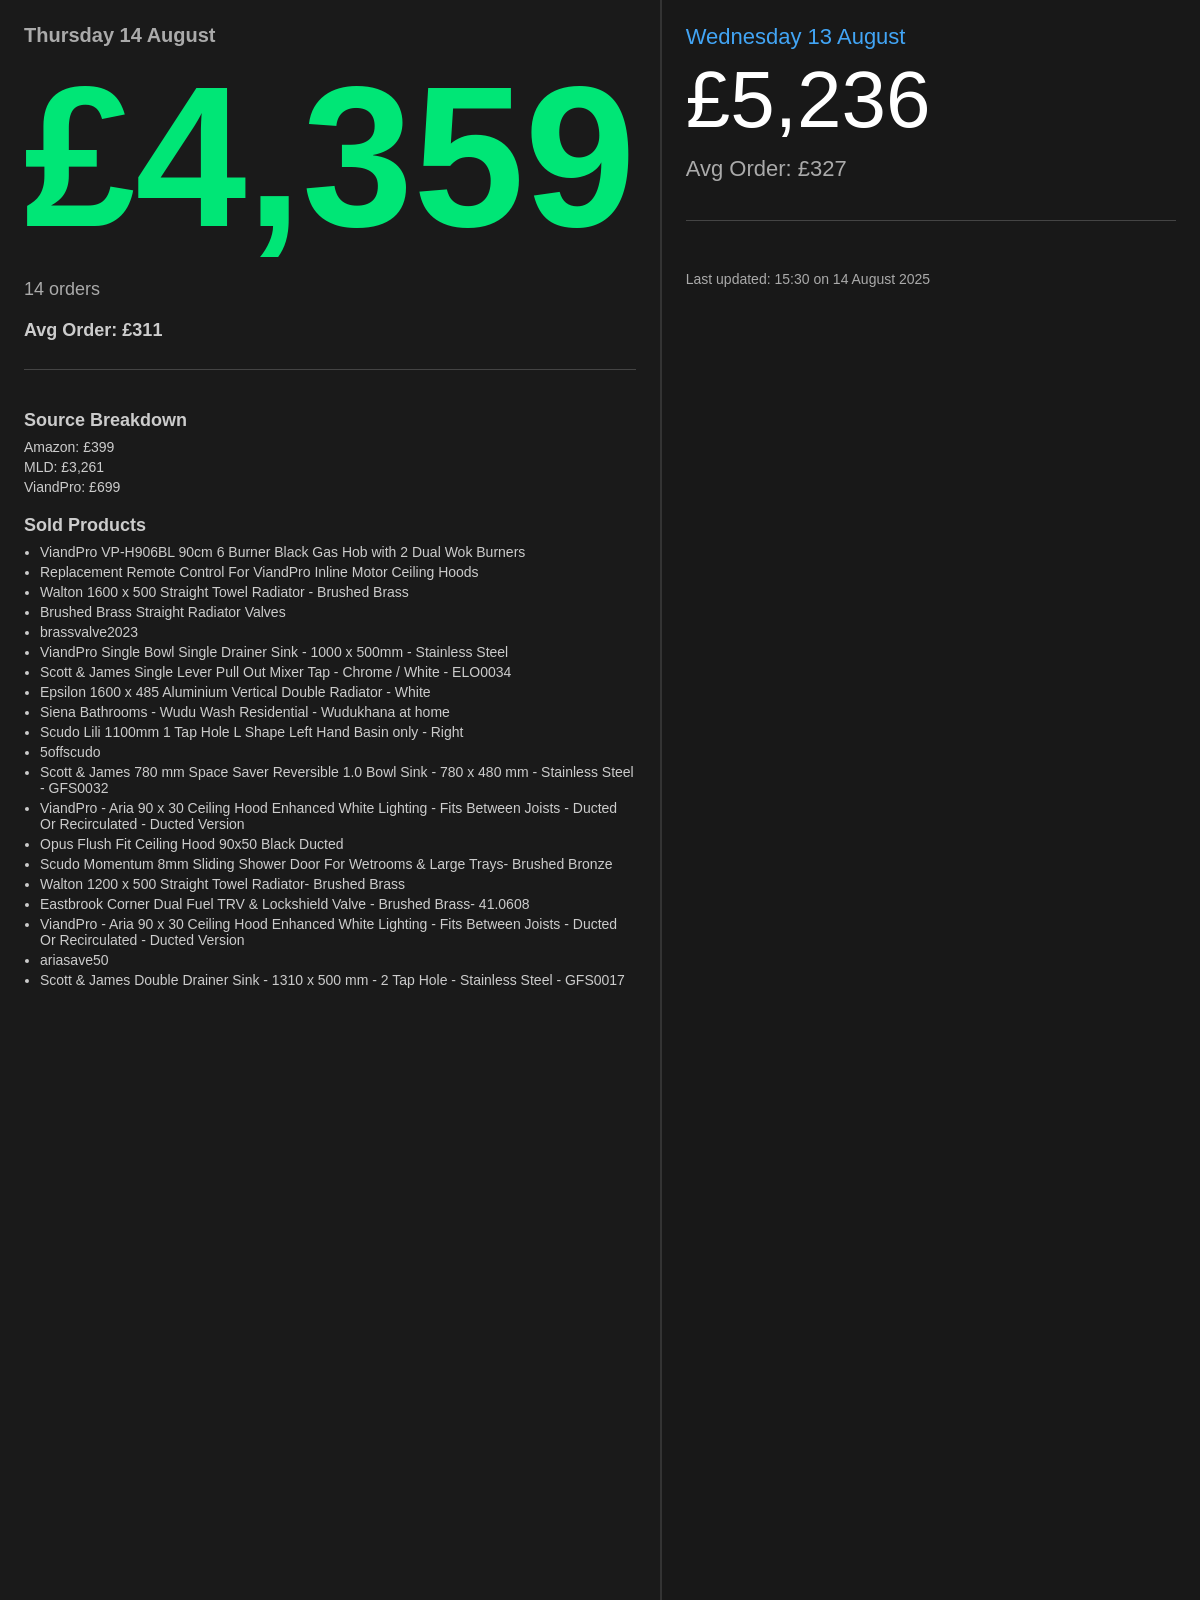 Thursday 14 August
£4,359
14 orders
Avg Order: £311
Source Breakdown
Amazon: £399
MLD: £3,261
ViandPro: £699
Sold Products
• ViandPro VP-H906BL 90cm 6 Burner Black Gas Hob with 2 Dual Wok Burners
• Replacement Remote Control For ViandPro Inline Motor Ceiling Hoods
• Walton 1600 x 500 Straight Towel Radiator - Brushed Brass
• Brushed Brass Straight Radiator Valves
• brassvalve2023
• ViandPro Single Bowl Single Drainer Sink - 1000 x 500mm - Stainless Steel
• Scott & James Single Lever Pull Out Mixer Tap - Chrome / White - ELO0034
• Epsilon 1600 x 485 Aluminium Vertical Double Radiator - White
• Siena Bathrooms - Wudu Wash Residential - Wudukhana at home
• Scudo Lili 1100mm 1 Tap Hole L Shape Left Hand Basin only - Right
• 5offscudo
• Scott & James 780 mm Space Saver Reversible 1.0 Bowl Sink - 780 x 480 mm - Stainless Steel
- GFS0032
• ViandPro - Aria 90 x 30 Ceiling Hood Enhanced White Lighting - Fits Between Joists - Ducted
Or Recirculated - Ducted Version
• Opus Flush Fit Ceiling Hood 90x50 Black Ducted
• Scudo Momentum 8mm Sliding Shower Door For Wetrooms & Large Trays- Brushed Bronze
• Walton 1200 x 500 Straight Towel Radiator- Brushed Brass
• Eastbrook Corner Dual Fuel TRV & Lockshield Valve - Brushed Brass- 41.0608
• ViandPro - Aria 90 x 30 Ceiling Hood Enhanced White Lighting - Fits Between Joists - Ducted
Or Recirculated - Ducted Version
• ariasave50
• Scott & James Double Drainer Sink - 1310 x 500 mm - 2 Tap Hole - Stainless Steel - GFS0017
Wednesday 13 August
£5,236
Avg Order: £327
Last updated: 15:30 on 14 August 2025